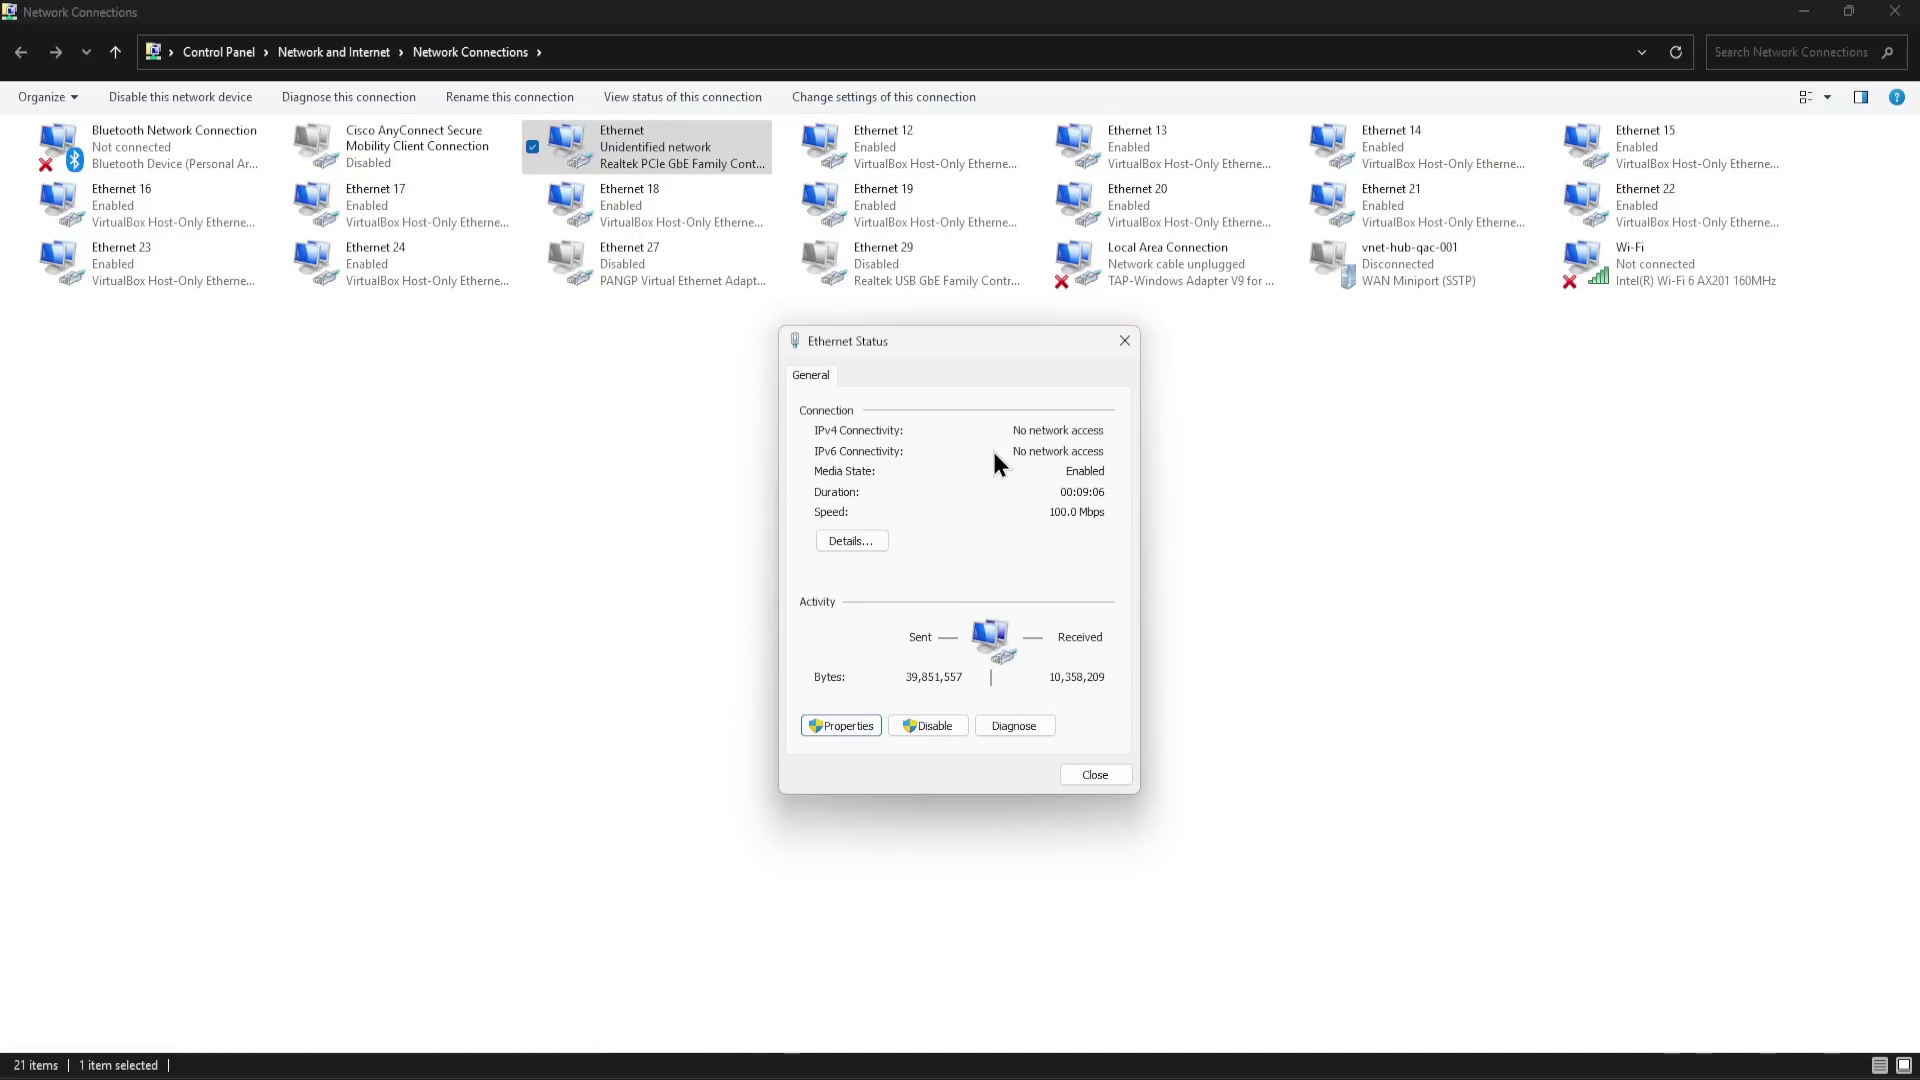 Network Connections
Control Panel > Network and Internet > Network Connections >
Search Network Connections
Organize
Disable this network device
Diagnose this connection
Rename this connection
View status of this connection
Change settings of this connection
Bluetooth Network Connection
Not connected
Bluetooth Device (Personal Ar...
Cisco AnyConnect Secure
Mobility Client Connection
Disabled
Ethernet
Unidentified network
Realtek PCIe GbE Family Cont...
Ethernet 12
Enabled
VirtualBox Host-Only Etherne...
Ethernet 13
Enabled
VirtualBox Host-Only Etherne...
Ethernet 14
Enabled
VirtualBox Host-Only Etherne...
Ethernet 15
Enabled
VirtualBox Host-Only Etherne...
Ethernet 16
Enabled
VirtualBox Host-Only Etherne...
Ethernet 17
Enabled
VirtualBox Host-Only Etherne...
Ethernet 18
Enabled
VirtualBox Host-Only Etherne...
Ethernet 19
Enabled
VirtualBox Host-Only Etherne...
Ethernet 20
Enabled
VirtualBox Host-Only Etherne...
Ethernet 21
Enabled
VirtualBox Host-Only Etherne...
Ethernet 22
Enabled
VirtualBox Host-Only Etherne...
Ethernet 23
Enabled
VirtualBox Host-Only Etherne...
Ethernet 24
Enabled
VirtualBox Host-Only Etherne...
Ethernet 27
Disabled
PANGP Virtual Ethernet Adapt...
Ethernet 29
Disabled
Realtek USB GbE Family Contr...
Local Area Connection
Network cable unplugged
TAP-Windows Adapter V9 for ...
vnet-hub-qac-001
Disconnected
WAN Miniport (SSTP)
Wi-Fi
Not connected
Intel(R) Wi-Fi 6 AX201 160MHz
Ethernet Status
General
Connection
IPv4 Connectivity: No network access
IPv6 Connectivity: No network access
Media State: Enabled
Duration: 00:09:06
Speed: 100.0 Mbps
Details...
Activity
Sent — Received
Bytes: 39,851,557 | 10,358,209
Properties
Disable
Diagnose
Close
21 items | 1 item selected |